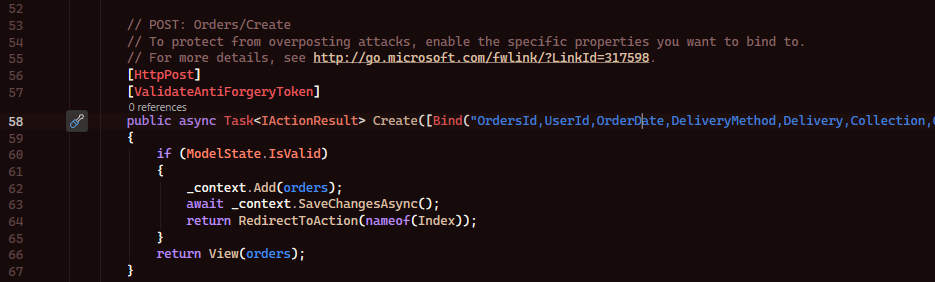 52
53 // POST: Orders/Create
54 // To protect from overposting attacks, enable the specific properties you want to bind to.
55 // For more details, see http://go.microsoft.com/fwlink/?LinkId=317598.
56 [HttpPost]
57 [ValidateAntiForgeryToken]
0 references
58 public async Task<IActionResult> Create([Bind("OrdersId,UserId,OrderDate,DeliveryMethod,Delivery,Collection,
59 {
60 if (ModelState.IsValid)
61 {
62 _context.Add(orders);
63 await _context.SaveChangesAsync();
64 return RedirectToAction(nameof(Index));
65 }
66 return View(orders);
67 }